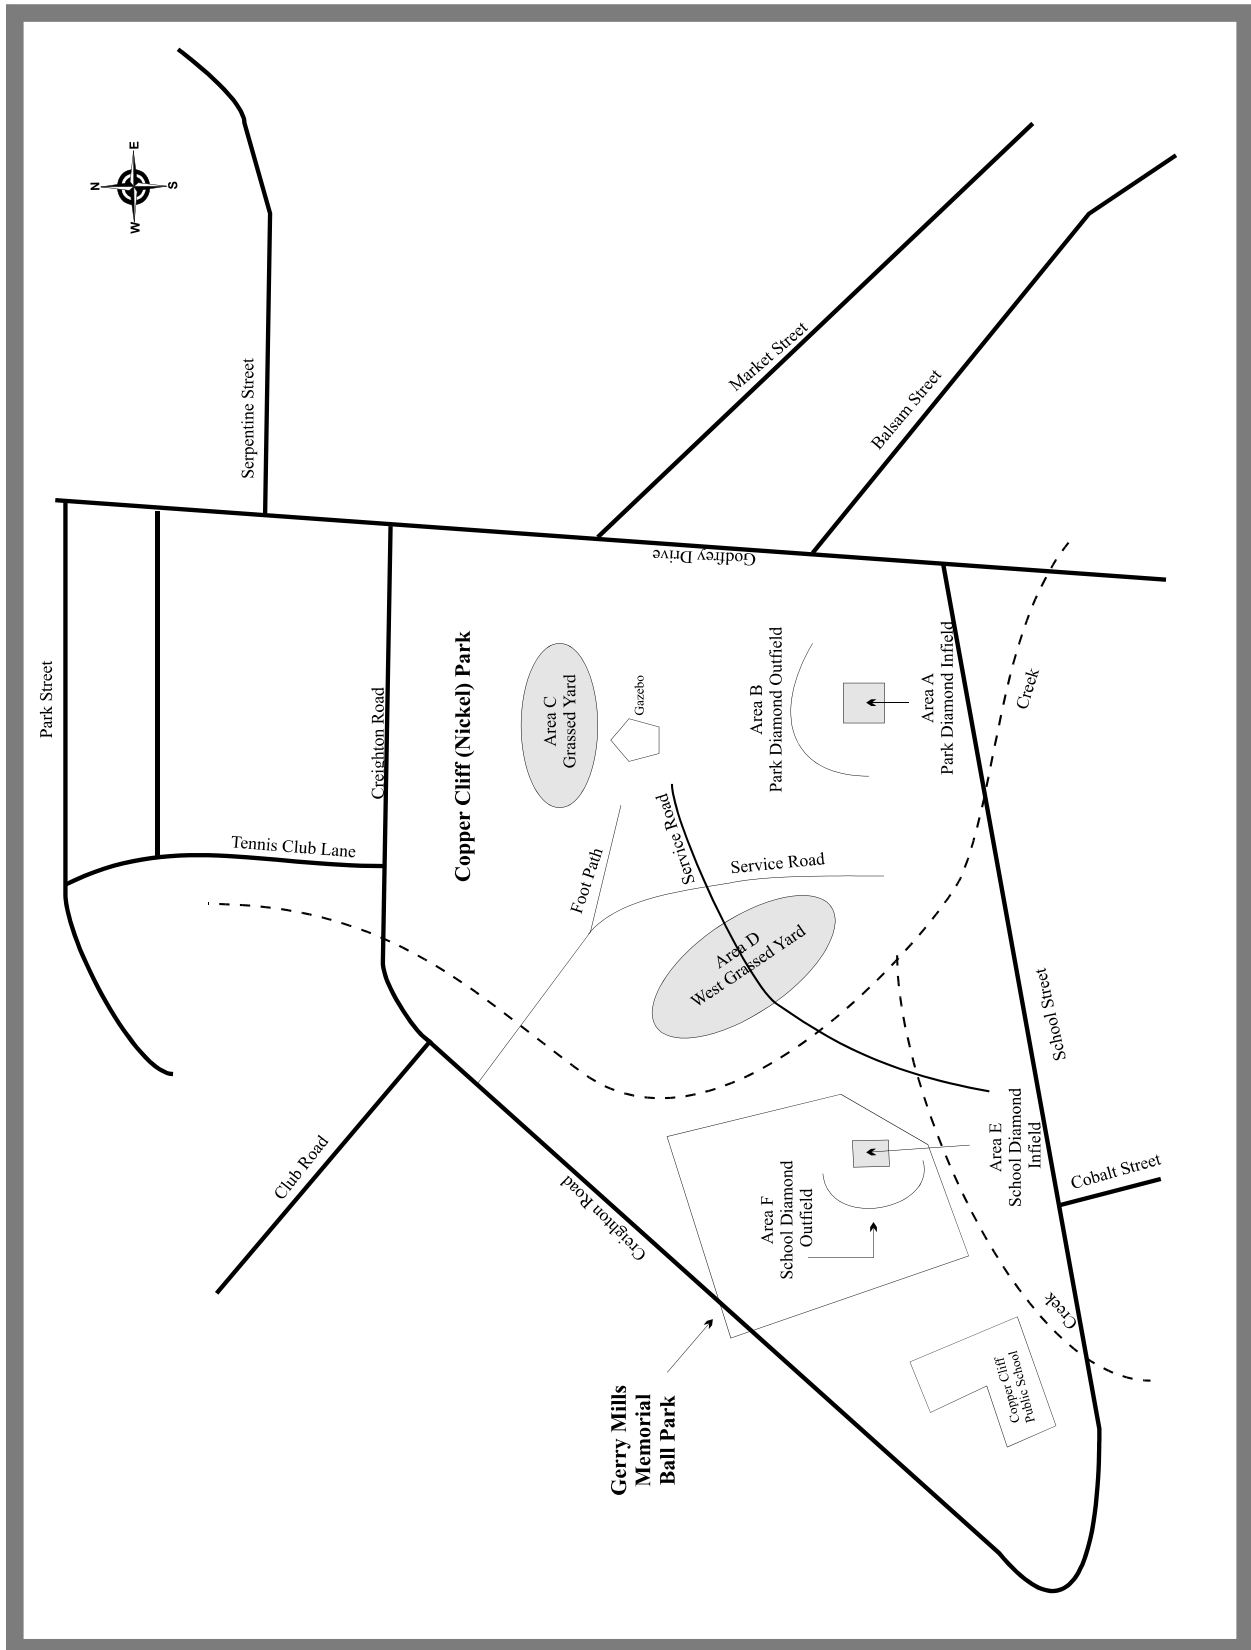 N
E
S
W
Park Street
Serpentine Street
Creighton Road
Tennis Club Lane
Club Road
Market Street
Balsam Street
Godfrey Drive
Copper Cliff (Nickel) Park
Area C
Grassed Yard
Gazebo
Area B
Park Diamond Outfield
Area A
Park Diamond Infield
Creek
Foot Path
Service Road
Service Road
Area D
West Grassed Yard
School Street
Creighton Road
Area F
School Diamond
Outfield
Area E
School Diamond
Infield
Cobalt Street
Creek
Gerry Mills
Memorial
Ball Park
Copper Cliff
Public School